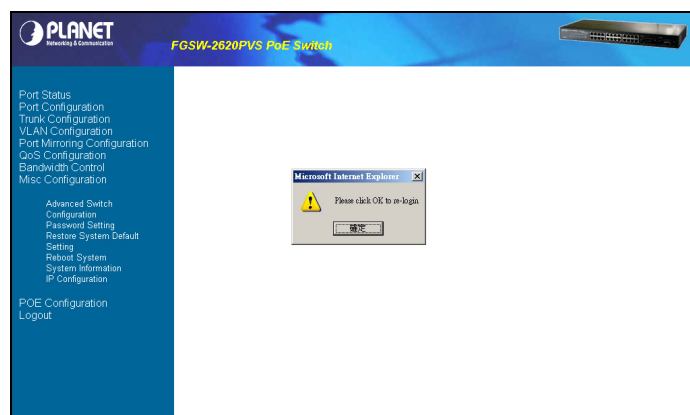 PLANET
Networking & Communication
FGSW-2620PVS PoE Switch
Port Status
Port Configuration
Trunk Configuration
VLAN Configuration
Port Mirroring Configuration
QoS Configuration
Bandwidth Control
Misc Configuration
Advanced Switch
Configuration
Password Setting
Restore System Default
Setting
Reboot System
System Information
IP Configuration
POE Configuration
Logout
Microsoft Internet Explorer
Please click OK to re-login
確定